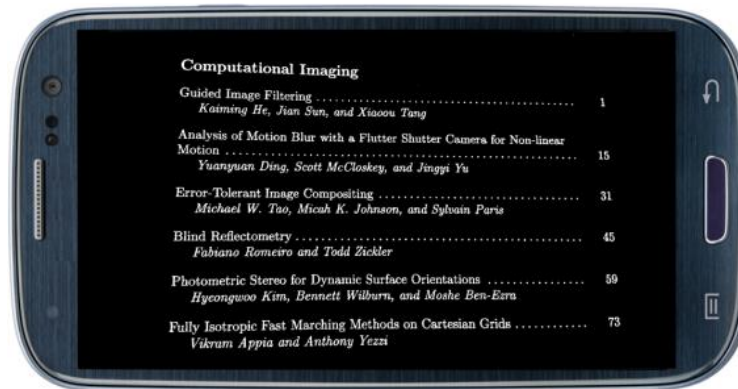 Computational Imaging
Guided Image Filtering ............................................... 1
Kaiming He, Jian Sun, and Xiaoou Tang
Analysis of Motion Blur with a Flutter Shutter Camera for Non-linear
Motion ............................................................... 15
Yuanyuan Ding, Scott McCloskey, and Jingyi Yu
Error-Tolerant Image Compositing ..................................... 31
Michael W. Tao, Micah K. Johnson, and Sylvain Paris
Blind Reflectometry .................................................. 45
Fabiano Romeiro and Todd Zickler
Photometric Stereo for Dynamic Surface Orientations ................ 59
Hyeongwoo Kim, Bennett Wilburn, and Moshe Ben-Ezra
Fully Isotropic Fast Marching Methods on Cartesian Grids ............ 73
Vikram Appia and Anthony Yezzi